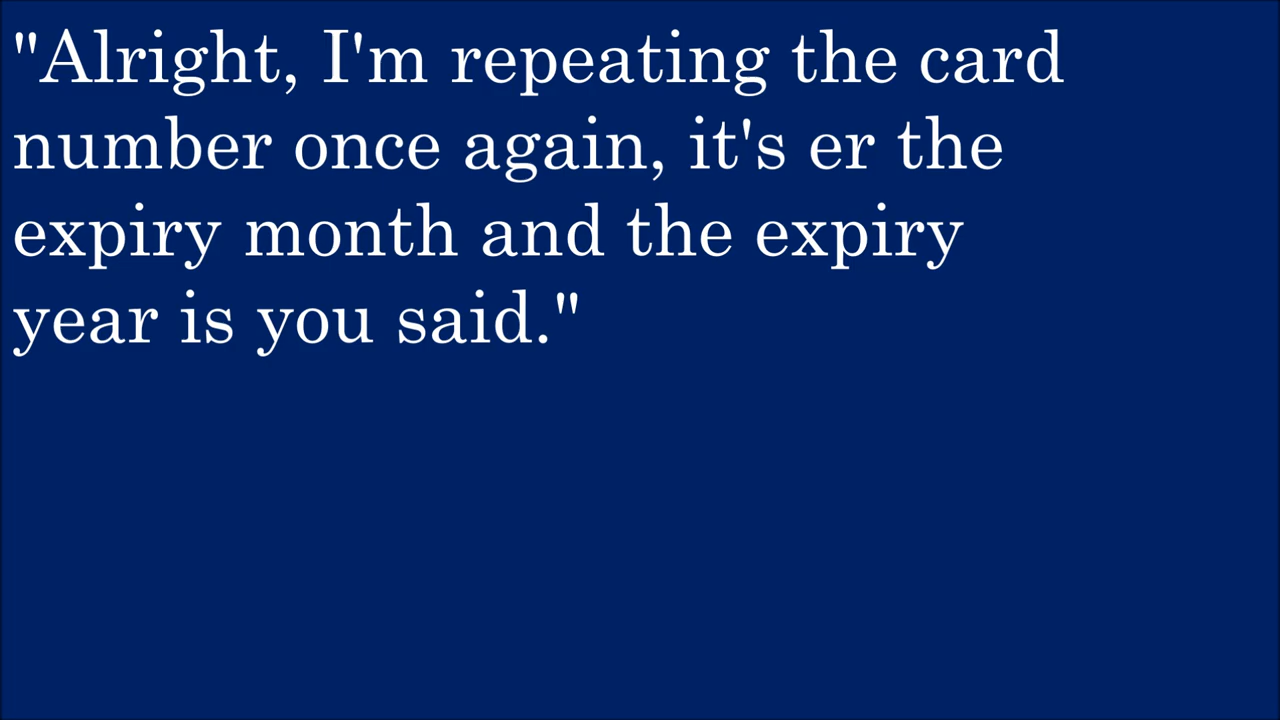 "Alright, I'm repeating the card
number once again, it's er the
expiry month and the expiry
year is you said."